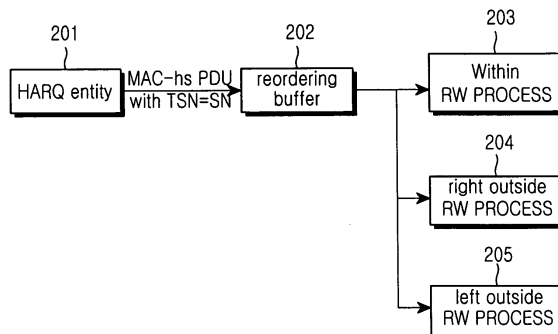 201
HARQ entity
MAC-hs PDU
with TSN=SN
202
reordering
buffer
203
Within
RW PROCESS
204
right outside
RW PROCESS
205
left outside
RW PROCESS